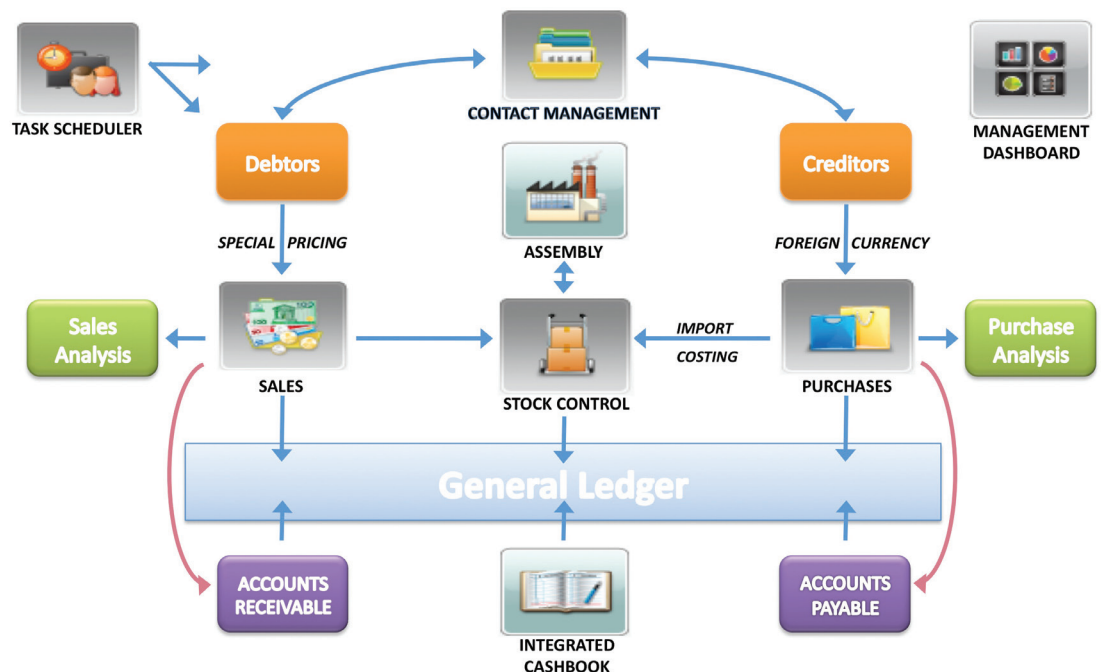 TASK SCHEDULER
CONTACT MANAGEMENT
MANAGEMENT
DASHBOARD
Debtors
Creditors
ASSEMBLY
SPECIAL PRICING
FOREIGN CURRENCY
Sales
Analysis
SALES
STOCK CONTROL
IMPORT
COSTING
PURCHASES
Purchase
Analysis
General Ledger
ACCOUNTS
RECEIVABLE
INTEGRATED
CASHBOOK
ACCOUNTS
PAYABLE